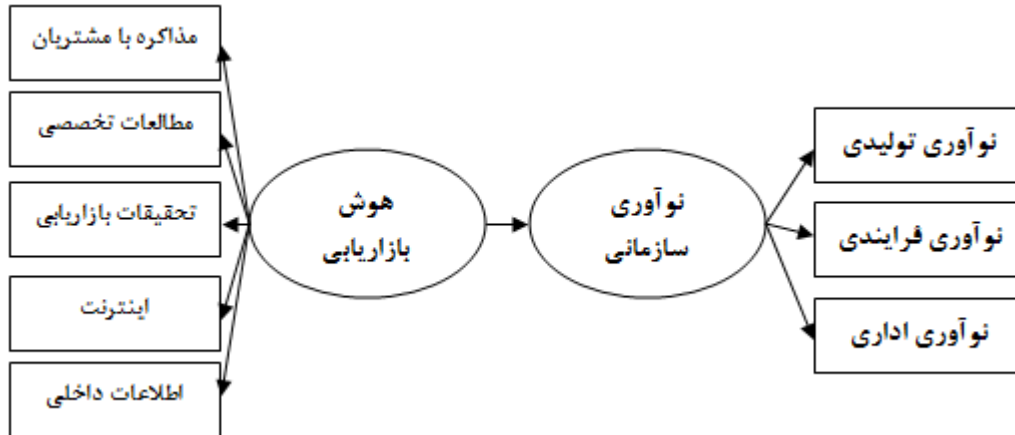 مذاکره با مشتریان
مطالعات تخصصی
تحقیقات بازاریابی
اینترنت
اطلاعات داخلی
هوش
بازاریابی
نوآوری
سازمانی
نوآوری تولیدی
نوآوری فرایندی
نوآوری اداری